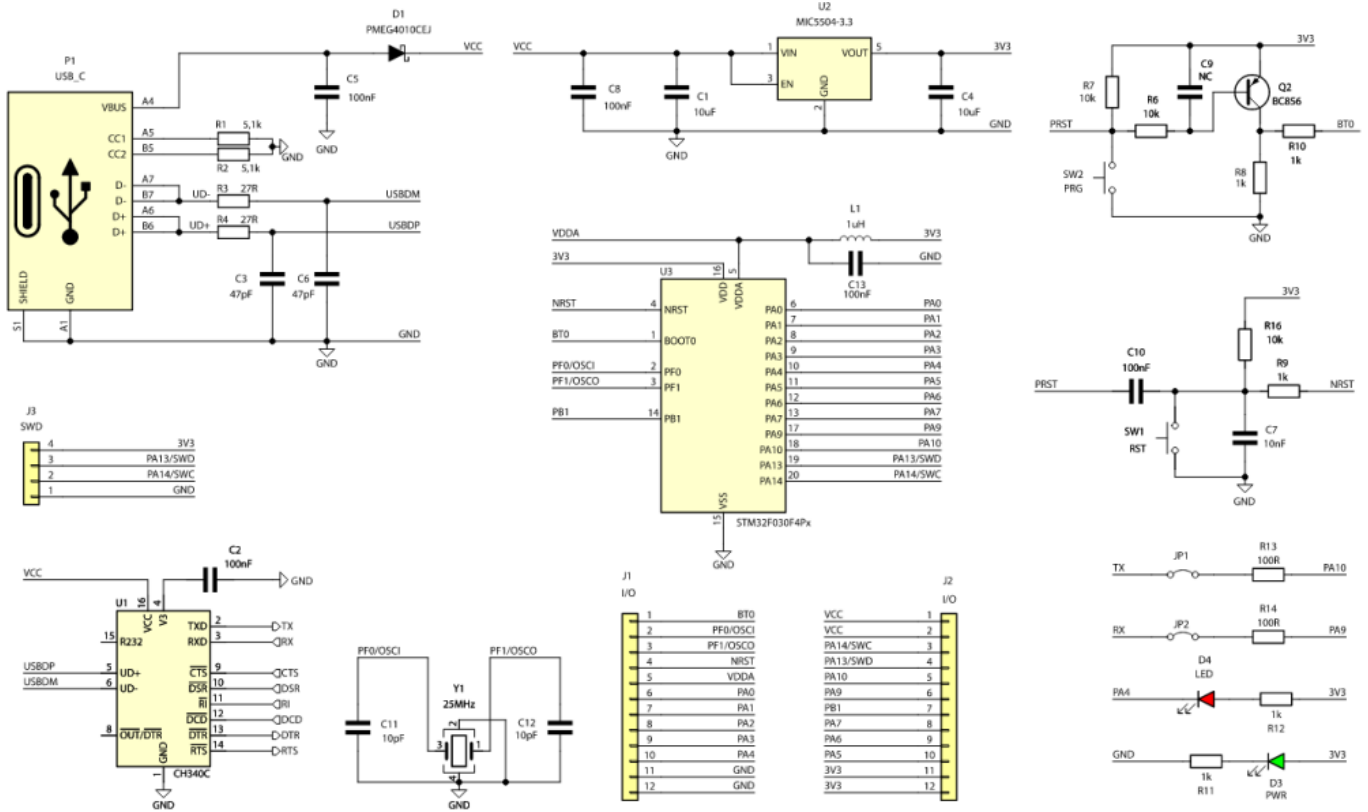 P1
USB_C
VBUS A4
CC1 A5
CC2 B5
D- A7
D- B7
D+ A6
D+ B6
SHIELD
GND
S1
A1
D1
PMEG4010CEJ
VCC
C5
100nF
GND
R1 5,1k
R2 5,1k
GND
UD- R3 27R USBDM
UD+ R4 27R USBDP
C3
47pF
C6
47pF
GND
GND
U2
MIC5504-3.3
VCC
1 VIN
VOUT 5
3 EN
GND
2
3V3
C8
100nF
C1
10uF
C4
10uF
GND
GND
3V3
R7
10k
C9
NC
Q2
BC856
R6
10k
PRST
BT0
R10
1k
SW2
PRG
R8
1k
GND
L1
1uH
VDDA
3V3
3V3
GND
C13
100nF
U3
16
5
VDD
VDDA
NRST 4 NRST
BT0 1 BOOT0
PF0/OSCI 2 PF0
PF1/OSCO 3 PF1
PB1 14 PB1
PA0 6 PA0
PA1 7 PA1
PA2 8 PA2
PA3 9 PA3
PA4 10 PA4
PA5 11 PA5
PA6 12 PA6
PA7 13 PA7
PA9 17 PA9
PA10 18 PA10
PA13 19 PA13/SWD
PA14 20 PA14/SWC
VSS
15
STM32F030F4Px
GND
3V3
R16
10k
C10
100nF
R9
1k
PRST
NRST
SW1
RST
C7
10nF
GND
J3
SWD
4 3V3
3 PA13/SWD
2 PA14/SWC
1 GND
C2
100nF
VCC
GND
U1
16
4
VCC
V3
15 R232
USBDP 5 UD+
USBDM 6 UD-
8 OUT/DTR
TXD 2 TX
RXD 3 RX
CTS 9 CTS
DSR 10 DSR
RI 11 RI
DCD 12 DCD
DTR 13 DTR
RTS 14 RTS
GND
1
CH340C
GND
PF0/OSCI
PF1/OSCO
Y1
25MHz
2
3
1
4
C11
10pF
C12
10pF
GND
J1
I/O
1 BT0
2 PF0/OSCI
3 PF1/OSCO
4 NRST
5 VDDA
6 PA0
7 PA1
8 PA2
9 PA3
10 PA4
11 GND
12 GND
J2
I/O
VCC 1
VCC 2
PA14/SWC 3
PA13/SWD 4
PA10 5
PA9 6
PB1 7
PA7 8
PA6 9
PA5 10
3V3 11
3V3 12
TX JP1 R13 PA10
100R
RX JP2 R14 PA9
100R
D4
LED
PA4
3V3
1k
R12
GND
3V3
1k
R11
D3
PWR